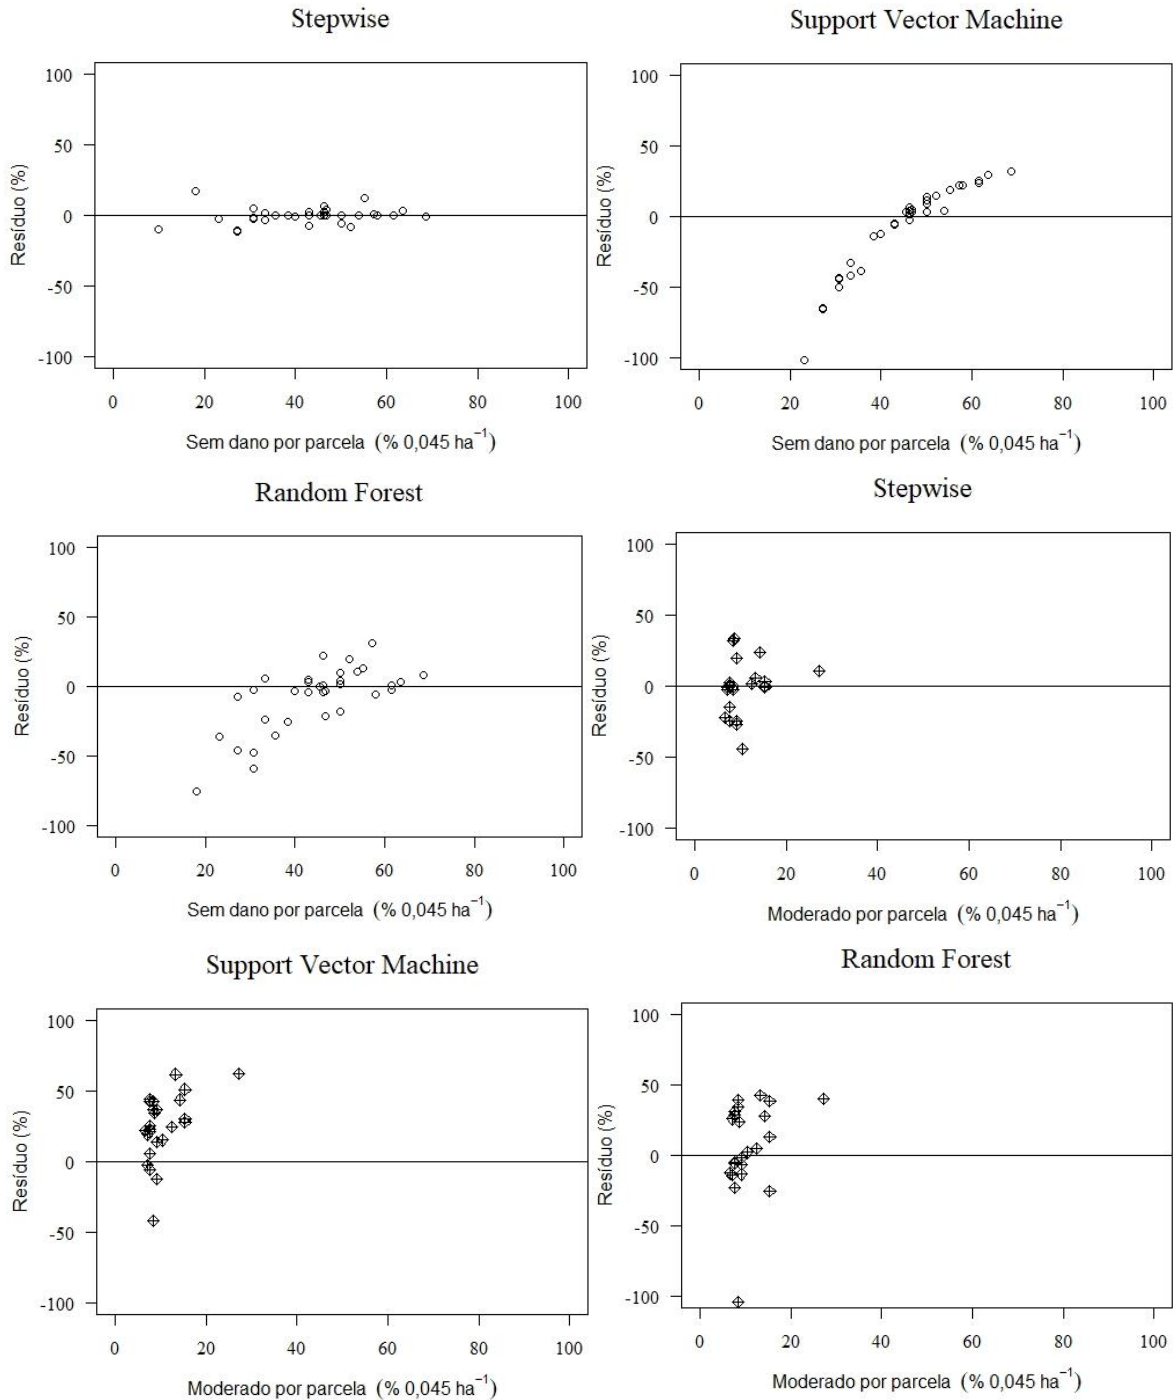 Stepwise
100
50
0
-50
-100
Resíduo (%)
0 20 40 60 80 100
Sem dano por parcela (% 0,045 ha⁻¹)
Support Vector Machine
100
50
0
-50
-100
Resíduo (%)
0 20 40 60 80 100
Sem dano por parcela (% 0,045 ha⁻¹)
Random Forest
100
50
0
-50
-100
Resíduo (%)
0 20 40 60 80 100
Sem dano por parcela (% 0,045 ha⁻¹)
Stepwise
100
50
0
-50
-100
Resíduo (%)
0 20 40 60 80 100
Moderado por parcela (% 0,045 ha⁻¹)
Support Vector Machine
100
50
0
-50
-100
Resíduo (%)
0 20 40 60 80 100
Moderado por parcela (% 0,045 ha⁻¹)
Random Forest
100
50
0
-50
-100
Resíduo (%)
0 20 40 60 80 100
Moderado por parcela (% 0,045 ha⁻¹)